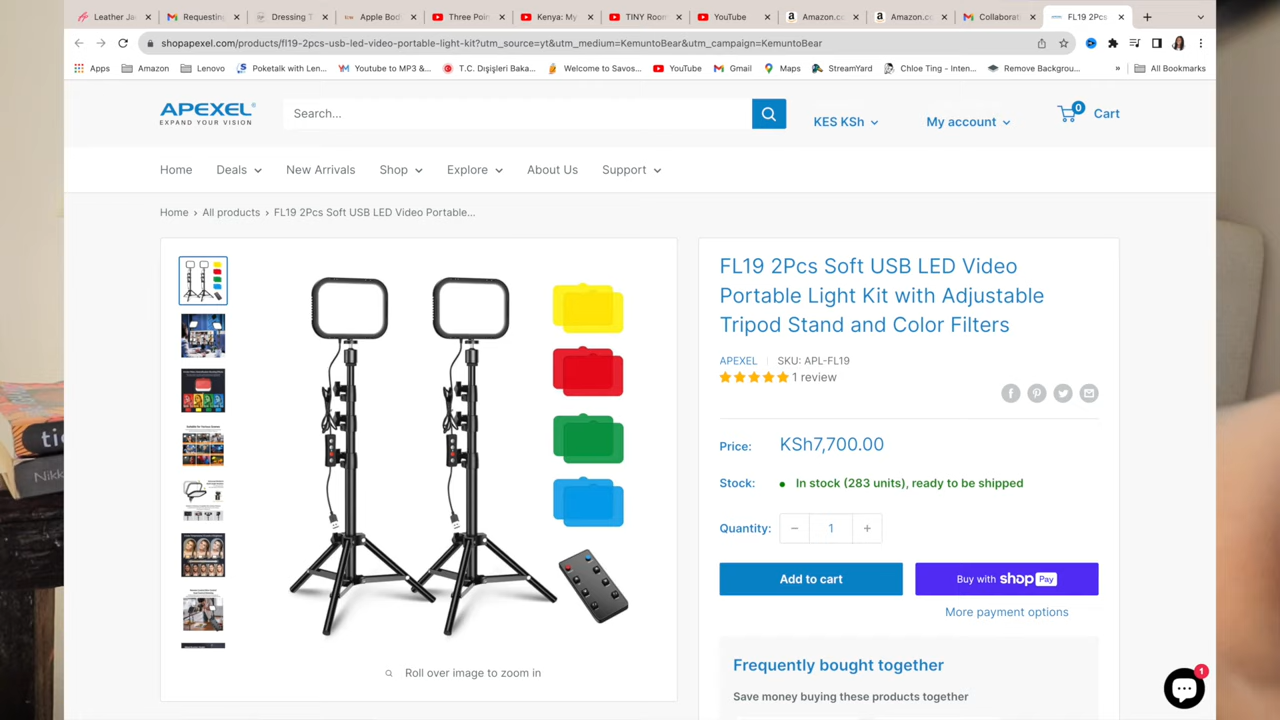 Leather Ja
Requesting
Dressing T
Apple Bod
Three Poin
Kenya: My
TINY Room
YouTube
Amazon.co
Amazon.co
Collaborat
FL19 2Pcs
shopapexel.com/products/fl19-2pcs-usb-led-video-portable-light-kit?utm_source=yt&utm_medium=KemuntoBear&utm_campaign=KemuntoBear
Apps
Amazon
Lenovo
Poketalk with Len...
Youtube to MP3 &...
T.C. Dışişleri Baka...
Welcome to Savos...
YouTube
Gmail
Maps
StreamYard
Chloe Ting - Inten...
Remove Backgrou...
»
All Bookmarks
APEXEL
EXPAND YOUR VISION
Search...
KES KSh
My account
0
Cart
Home
Deals
New Arrivals
Shop
Explore
About Us
Support
Home › All products › FL19 2Pcs Soft USB LED Video Portable...
FL19 2Pcs Soft USB LED Video
Portable Light Kit with Adjustable
Tripod Stand and Color Filters
APEXEL
SKU: APL-FL19
1 review
Price: KSh7,700.00
Stock: In stock (283 units), ready to be shipped
Quantity: − 1 +
Add to cart
Buy with shop Pay
More payment options
Frequently bought together
Save money buying these products together
Roll over image to zoom in
1
tic
Nikk